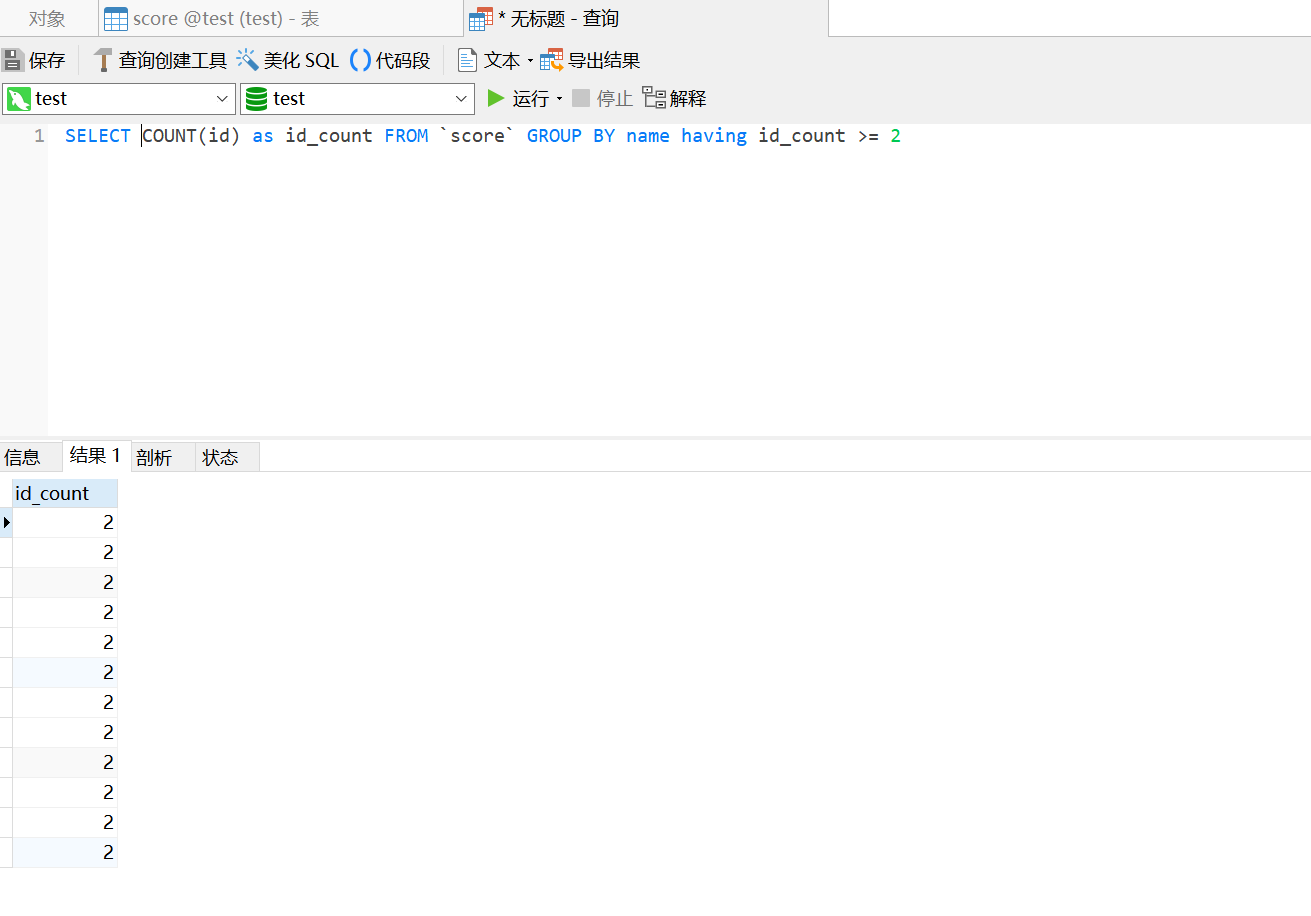 对象 score @test (test) - 表 * 无标题 - 查询
保存 查询创建工具 美化 SQL () 代码段 文本 导出结果
test test 运行 停止 解释
1 SELECT COUNT(id) as id_count FROM `score` GROUP BY name having id_count >= 2
信息 结果 1 剖析 状态
id_count
2
2
2
2
2
2
2
2
2
2
2
2